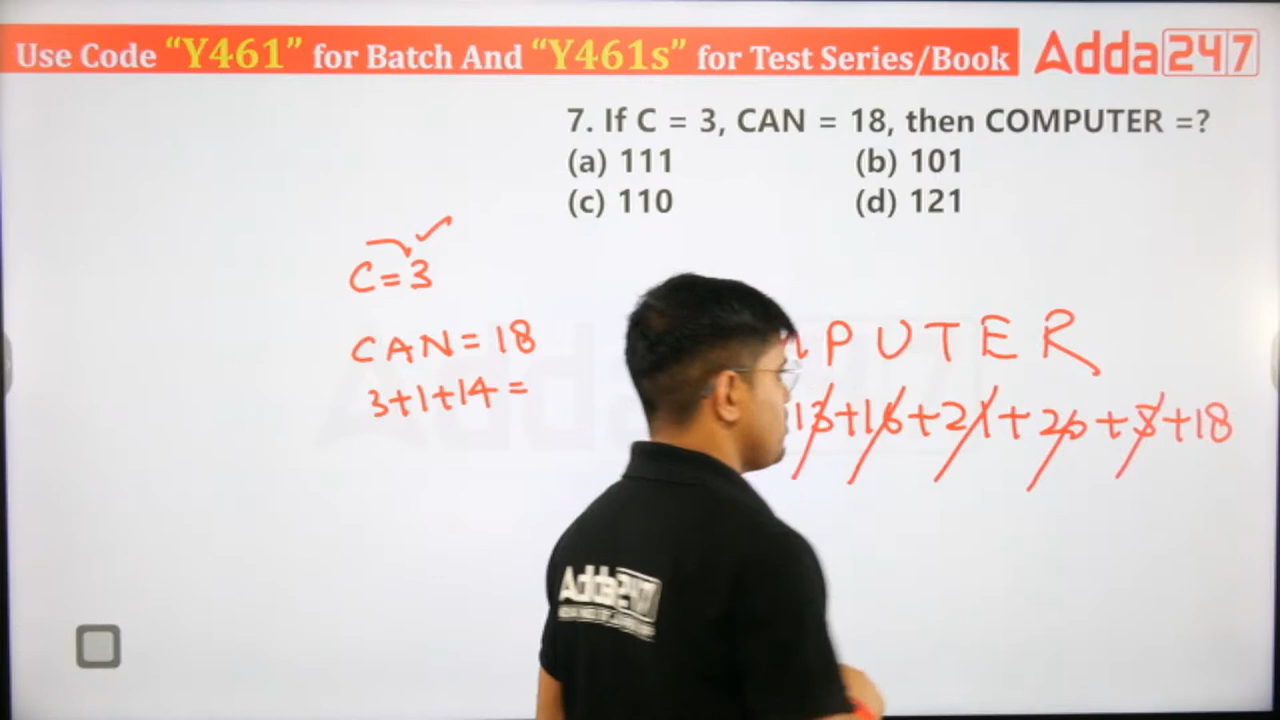 Use Code “Y461” for Batch And “Y461s” for Test Series/Book Adda247
7. If C = 3, CAN = 18, then COMPUTER =?
(a) 111 (b) 101
(c) 110 (d) 121
C=3
CAN=18
3+1+14=
PUTER
13+16+21+20+5+18
Adda247